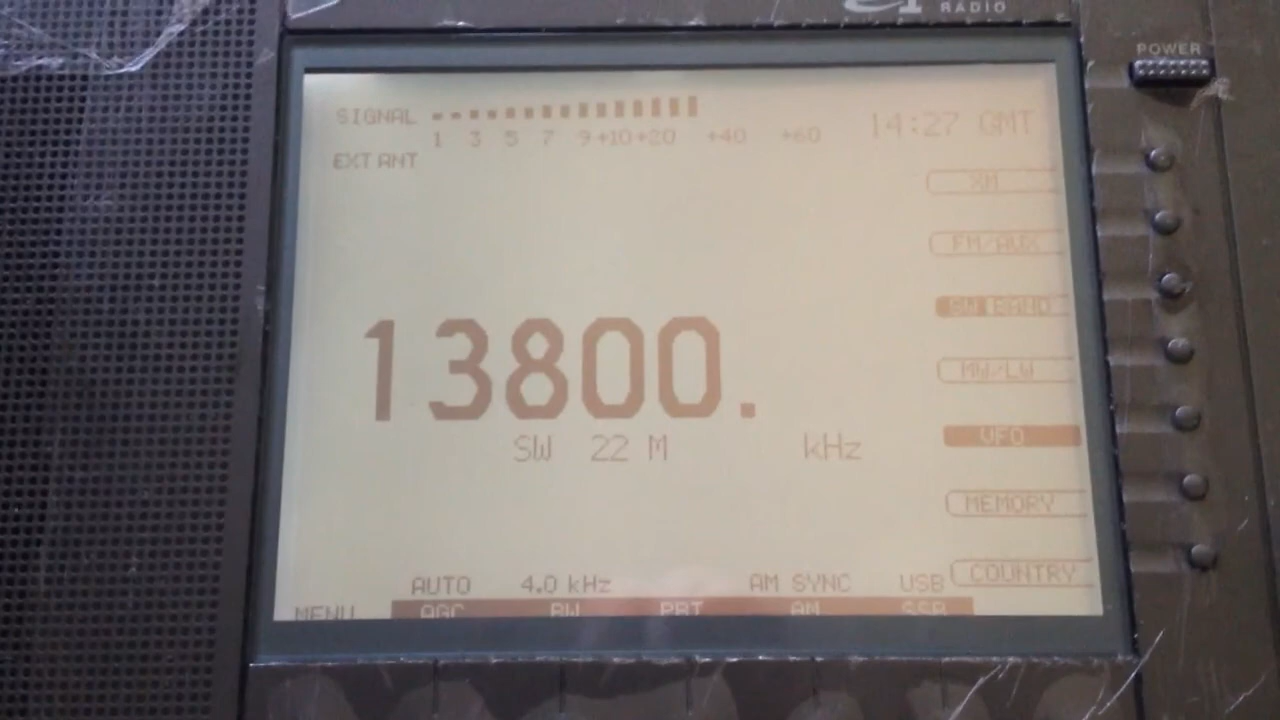 RADIO
POWER
SIGNAL
1 3 5 7 9 +10 +20 +40 +60
14:27 GMT
EXT ANT
XM
FM/AUX
SW BAND
13800.
MW/LW
SW 22 M kHz
VFO
MEMORY
COUNTRY
AUTO 4.0 kHz AM SYNC USB
MENU AGC BW PBT AM SSB